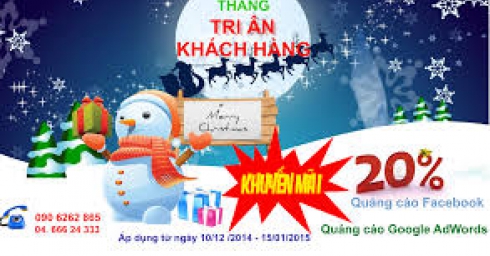 THÁNG
TRI ÂN
KHÁCH HÀNG
Merry
Christmas
KHUYẾN MÃI
20%
Quảng cáo Facebook
Quảng cáo Google AdWords
090 6262 865
04. 666 24 333
Áp dụng từ ngày 10/12 /2014 - 15/01/2015